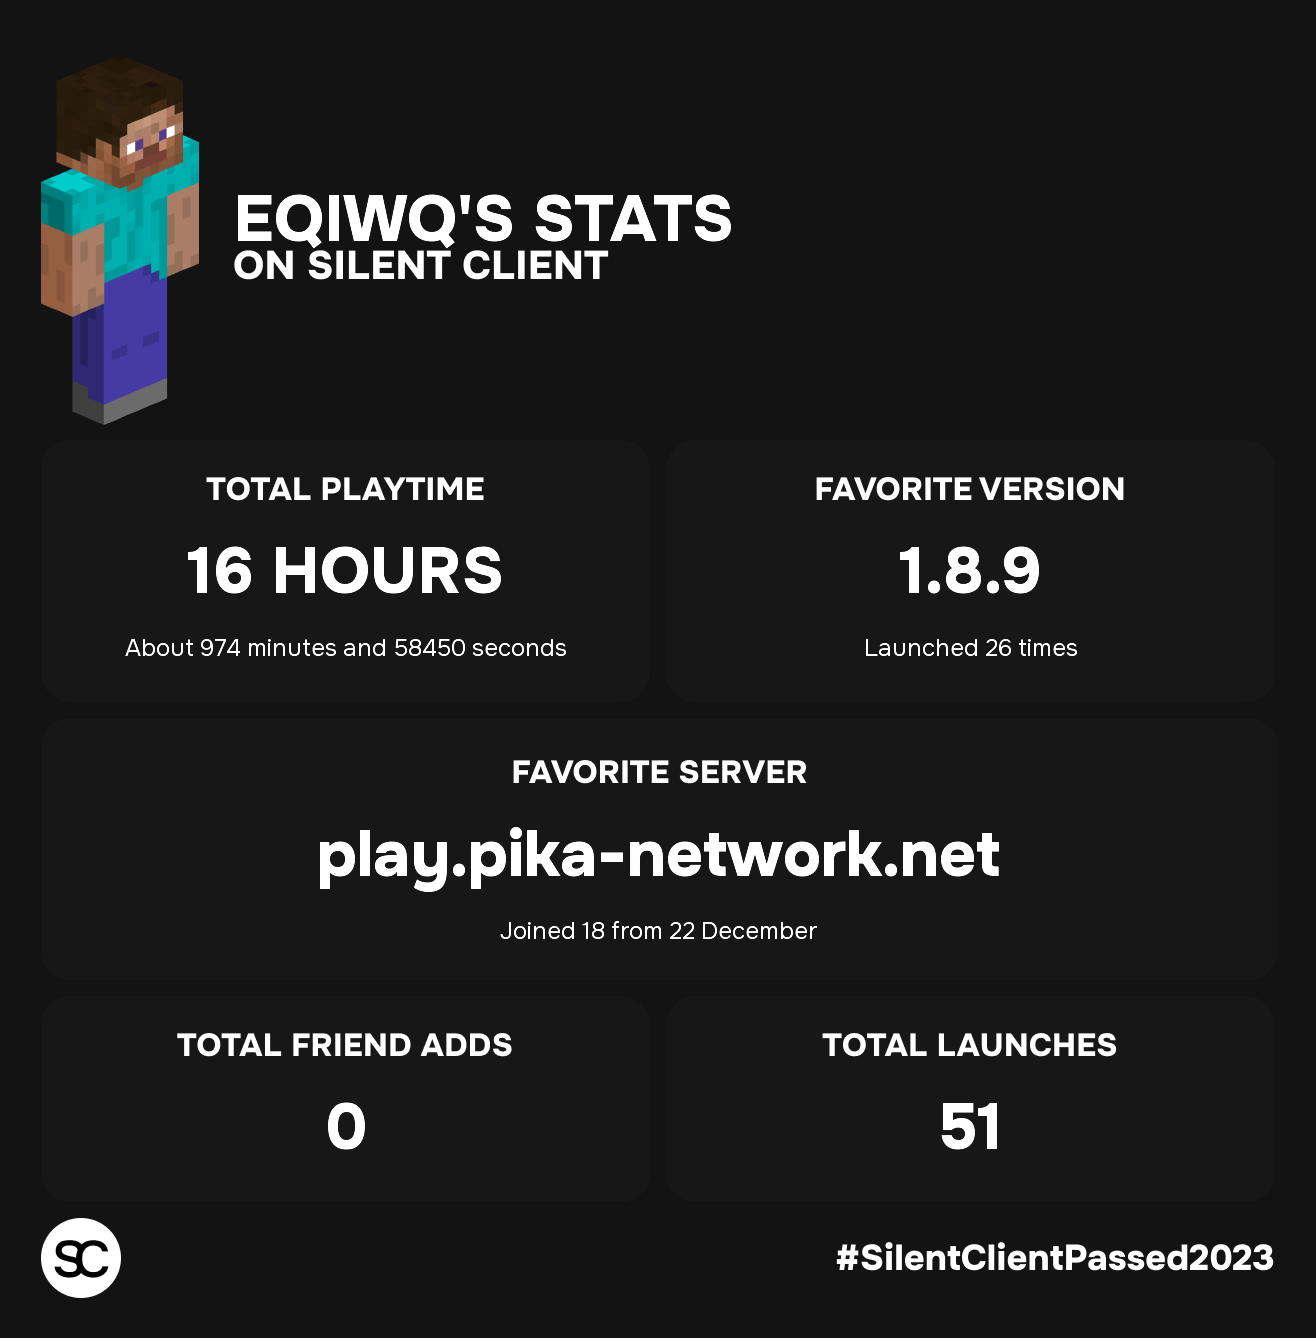 EQIWQ'S STATS
ON SILENT CLIENT
TOTAL PLAYTIME
16 HOURS
About 974 minutes and 58450 seconds
FAVORITE VERSION
1.8.9
Launched 26 times
FAVORITE SERVER
play.pika-network.net
Joined 18 from 22 December
TOTAL FRIEND ADDS
0
TOTAL LAUNCHES
51
SC
#SilentClientPassed2023